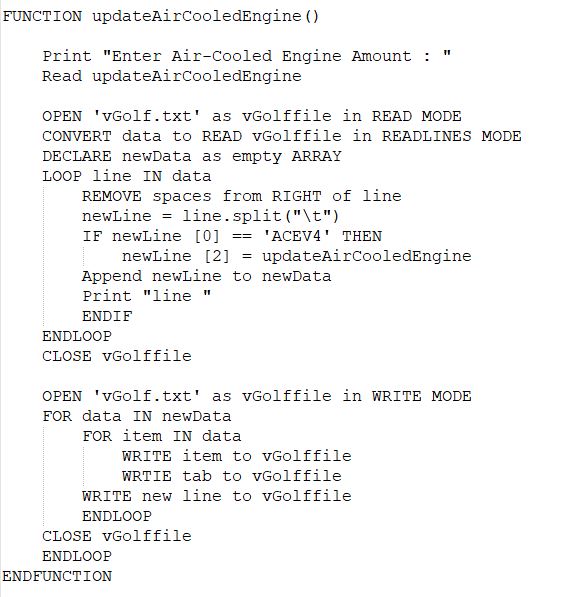 FUNCTION updateAirCooledEngine()
Print "Enter Air-Cooled Engine Amount : "
Read updateAirCooledEngine
OPEN 'vGolf.txt' as vGolffile in READ MODE
CONVERT data to READ vGolffile in READLINES MODE
DECLARE newData as empty ARRAY
LOOP line IN data
REMOVE spaces from RIGHT of line
newLine = line.split("\t")
IF newLine [0] == 'ACEV4' THEN
newLine [2] = updateAirCooledEngine
Append newLine to newData
Print "line "
ENDIF
ENDLOOP
CLOSE vGolffile
OPEN 'vGolf.txt' as vGolffile in WRITE MODE
FOR data IN newData
FOR item IN data
WRITE item to vGolffile
WRTIE tab to vGolffile
WRITE new line to vGolffile
ENDLOOP
CLOSE vGolffile
ENDLOOP
ENDFUNCTION